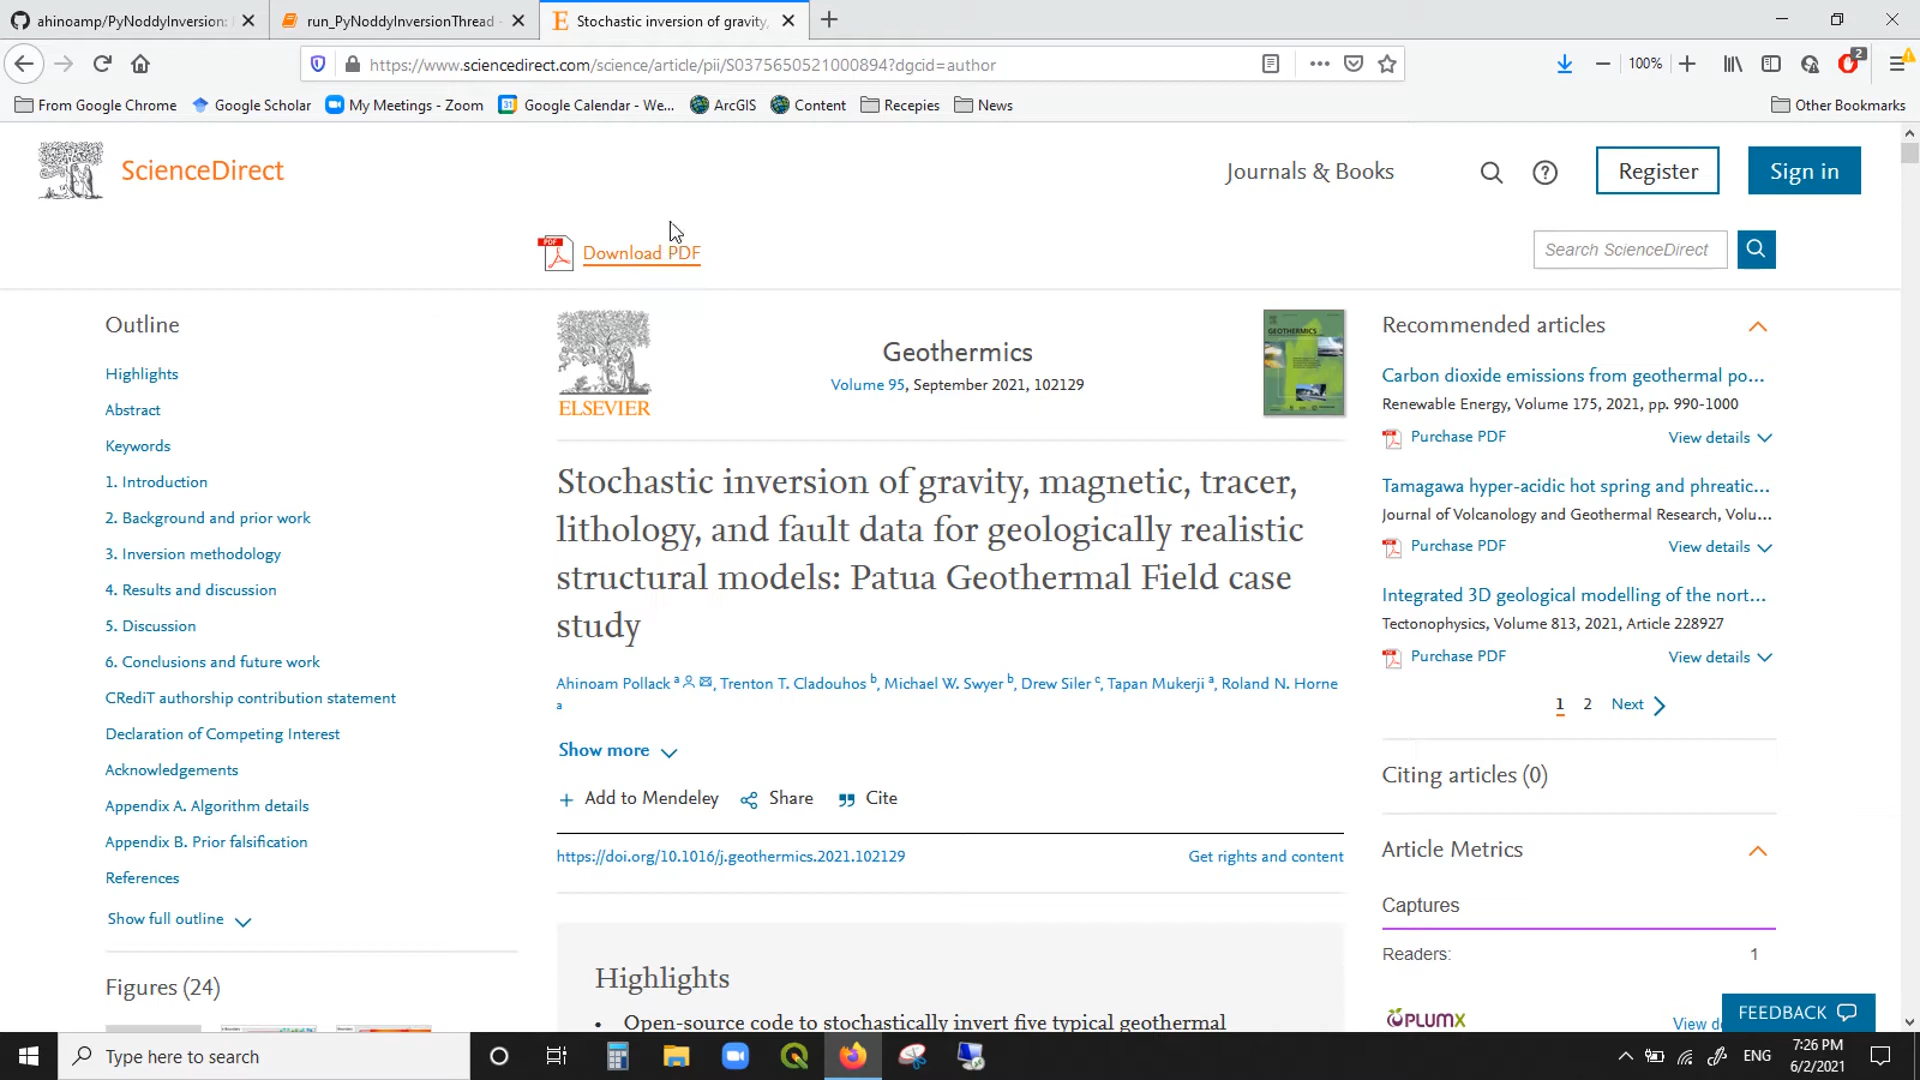 ahinoamp/PyNoddyInversion:
run_PyNoddyInversionThread -
Stochastic inversion of gravity,
https://www.sciencedirect.com/science/article/pii/S0375650521000894?dgcid=author
100%
2
From Google Chrome
Google Scholar
My Meetings - Zoom
31
Google Calendar - We...
ArcGIS
Content
Recepies
News
Other Bookmarks
ScienceDirect
Journals & Books
Register
Sign in
PDF
Download PDF
Search ScienceDirect
Outline
Highlights
Abstract
Keywords
1. Introduction
2. Background and prior work
3. Inversion methodology
4. Results and discussion
5. Discussion
6. Conclusions and future work
CRediT authorship contribution statement
Declaration of Competing Interest
Acknowledgements
Appendix A. Algorithm details
Appendix B. Prior falsification
References
Show full outline
Figures (24)
ELSEVIER
Geothermics
Volume 95, September 2021, 102129
GEOTHERMICS
Stochastic inversion of gravity, magnetic, tracer,
lithology, and fault data for geologically realistic
structural models: Patua Geothermal Field case
study
Ahinoam Pollack a, Trenton T. Cladouhos b, Michael W. Swyer b, Drew Siler c, Tapan Mukerji a, Roland N. Horne
a
Show more
Add to Mendeley
Share
Cite
https://doi.org/10.1016/j.geothermics.2021.102129
Get rights and content
Highlights
• Open-source code to stochastically invert five typical geothermal
Recommended articles
Carbon dioxide emissions from geothermal po...
Renewable Energy, Volume 175, 2021, pp. 990-1000
Purchase PDF
View details
Tamagawa hyper-acidic hot spring and phreatic...
Journal of Volcanology and Geothermal Research, Volu...
Purchase PDF
View details
Integrated 3D geological modelling of the nort...
Tectonophysics, Volume 813, 2021, Article 228927
Purchase PDF
View details
1 2 Next
Citing articles (0)
Article Metrics
Captures
Readers: 1
PLUMX
View d
FEEDBACK
Type here to search
ENG
7:26 PM
6/2/2021